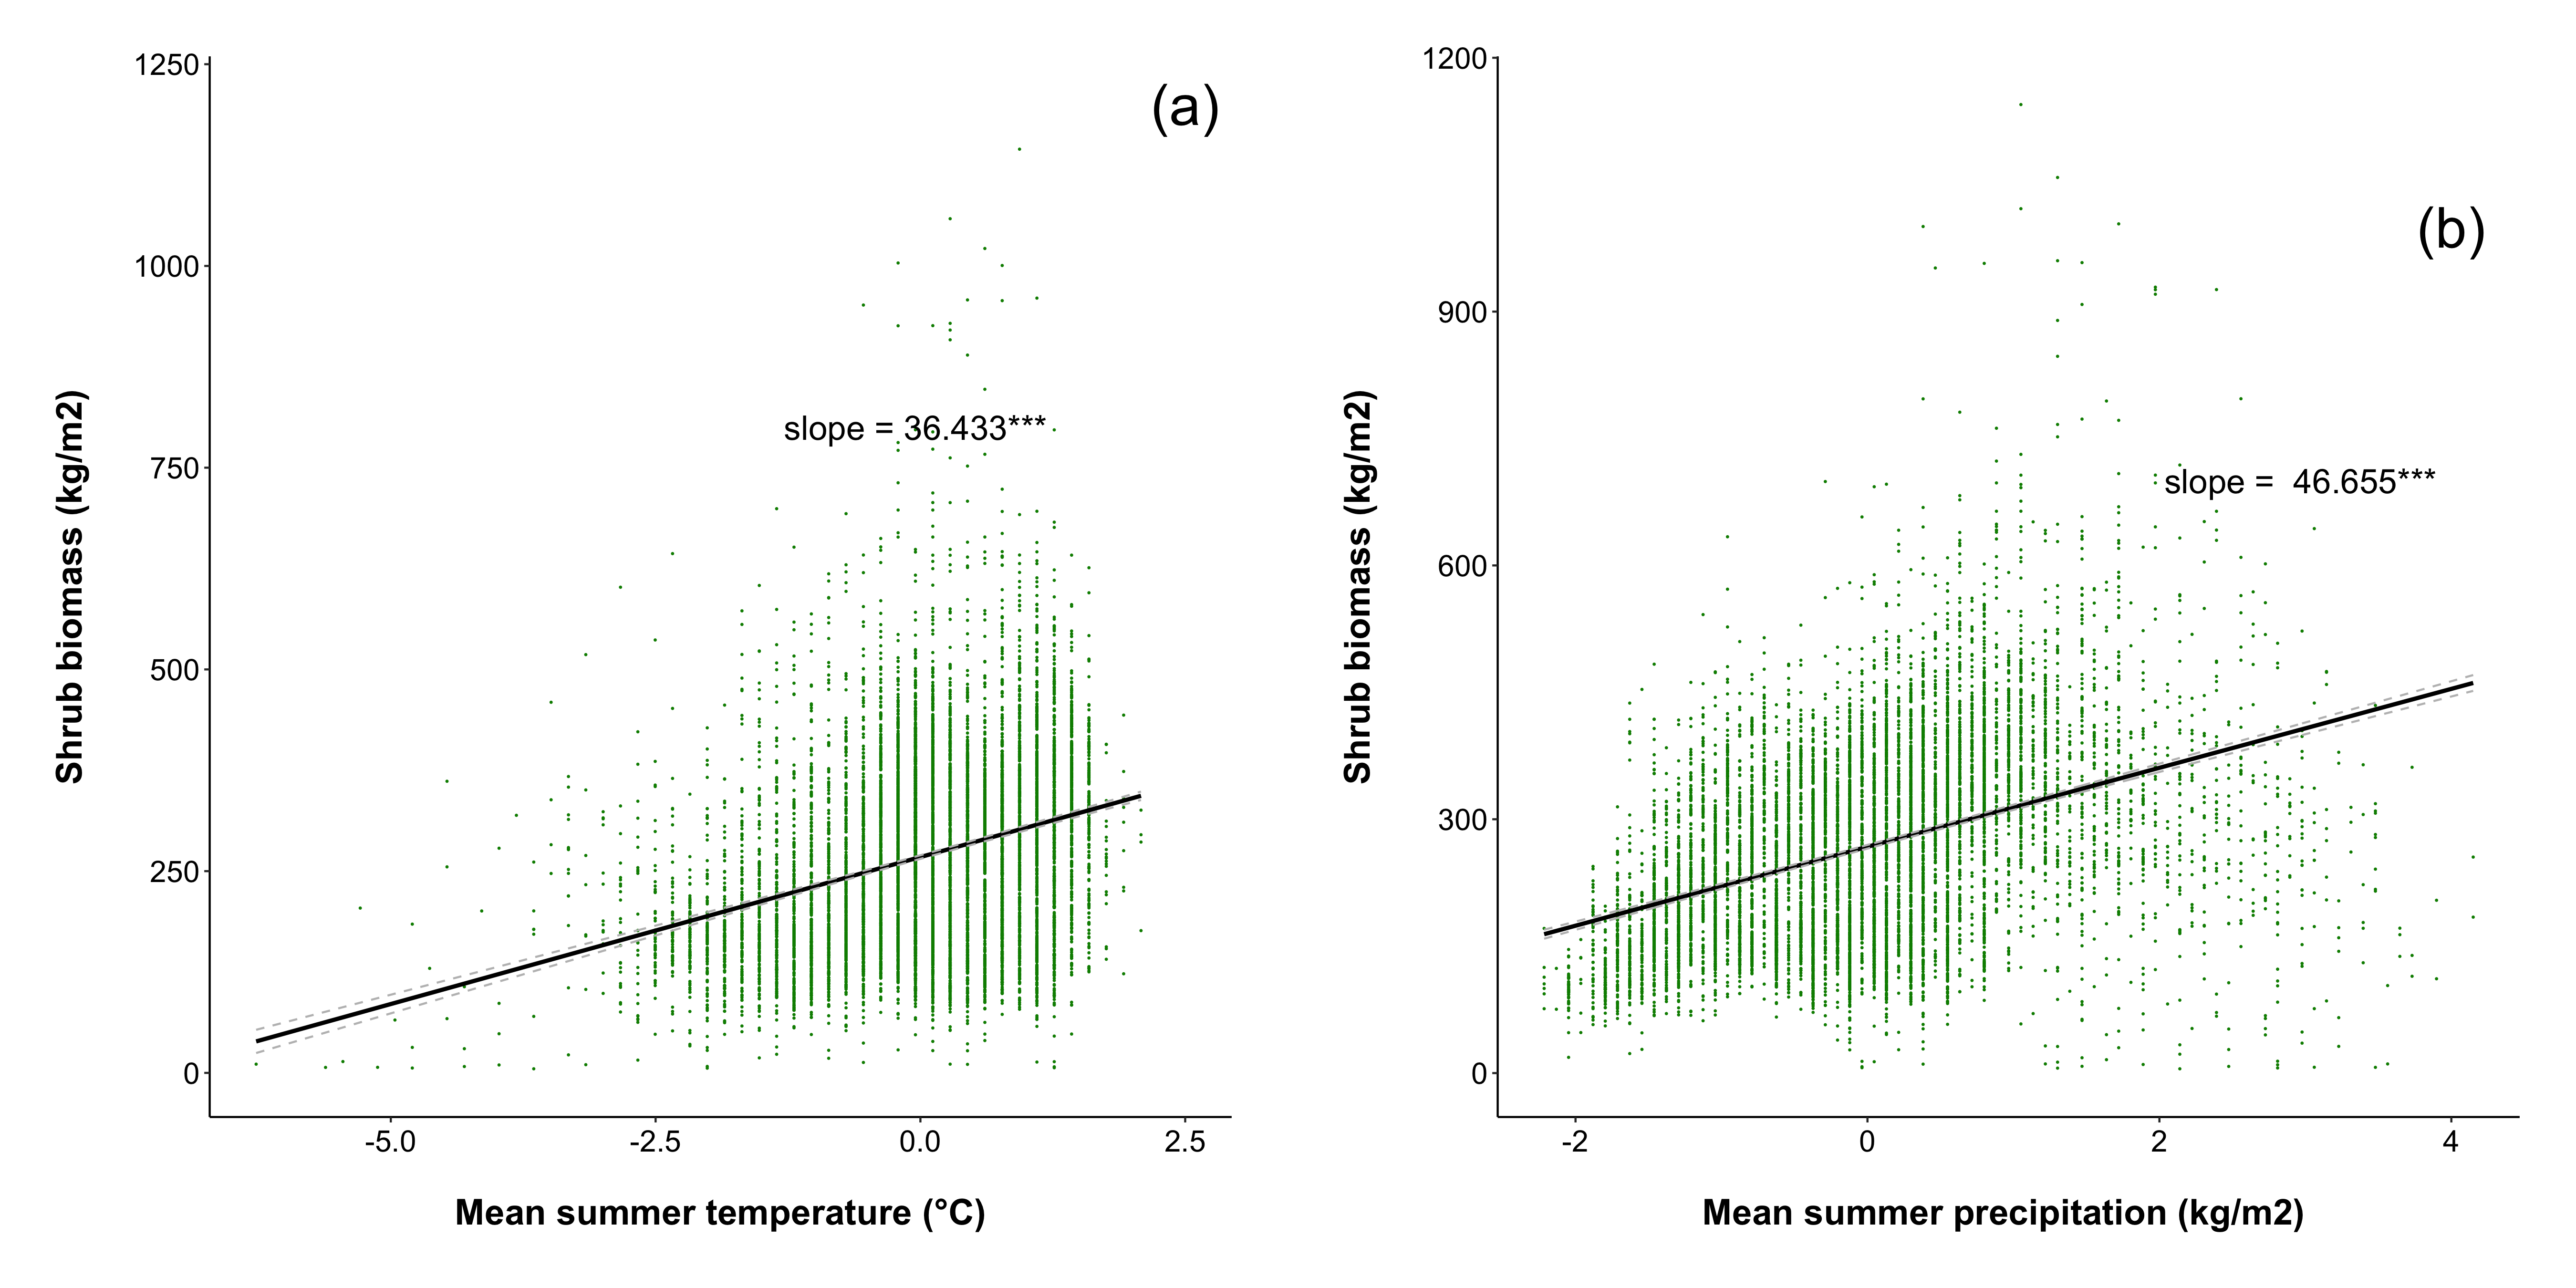 1250
1000
750
500
250
0
-5.0
-2.5
0.0
2.5
Shrub biomass (kg/m2)
Mean summer temperature (°C)
(a)
slope = 36.433***
1200
900
600
300
0
-2
0
2
4
Shrub biomass (kg/m2)
Mean summer precipitation (kg/m2)
(b)
slope =  46.655***